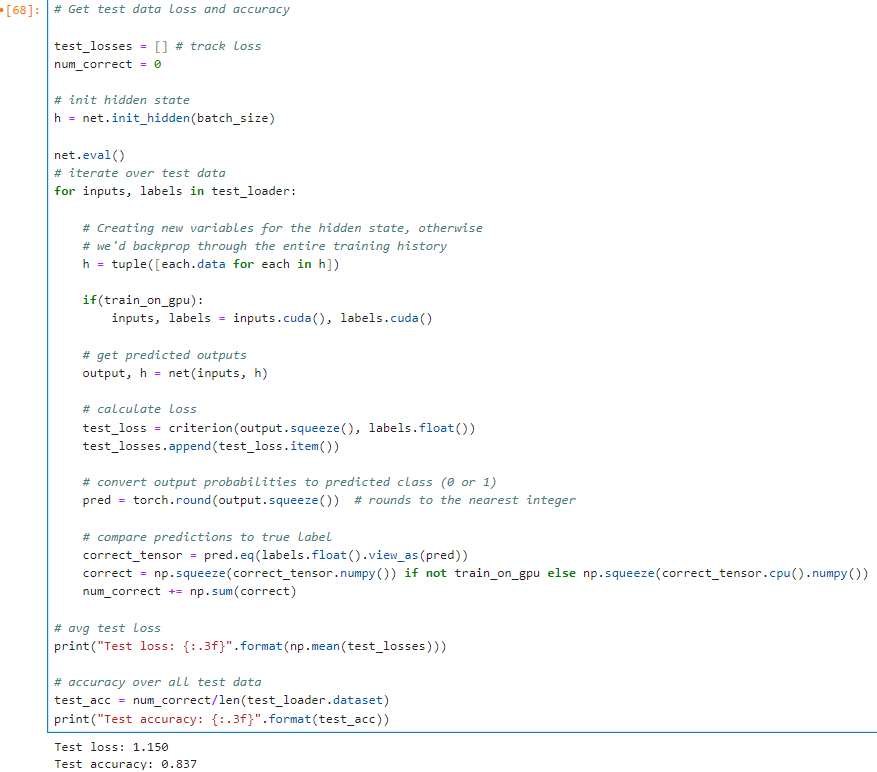 [68]: # Get test data loss and accuracy

test_losses = [] # track loss
num_correct = 0

# init hidden state
h = net.init_hidden(batch_size)

net.eval()
# iterate over test data
for inputs, labels in test_loader:

    # Creating new variables for the hidden state, otherwise
    # we'd backprop through the entire training history
    h = tuple([each.data for each in h])

    if(train_on_gpu):
        inputs, labels = inputs.cuda(), labels.cuda()

    # get predicted outputs
    output, h = net(inputs, h)

    # calculate loss
    test_loss = criterion(output.squeeze(), labels.float())
    test_losses.append(test_loss.item())

    # convert output probabilities to predicted class (0 or 1)
    pred = torch.round(output.squeeze())  # rounds to the nearest integer

    # compare predictions to true label
    correct_tensor = pred.eq(labels.float().view_as(pred))
    correct = np.squeeze(correct_tensor.numpy()) if not train_on_gpu else np.squeeze(correct_tensor.cpu().numpy())
    num_correct += np.sum(correct)

# avg test loss
print("Test loss: {:.3f}".format(np.mean(test_losses)))

# accuracy over all test data
test_acc = num_correct/len(test_loader.dataset)
print("Test accuracy: {:.3f}".format(test_acc))
Test loss: 1.150
Test accuracy: 0.837